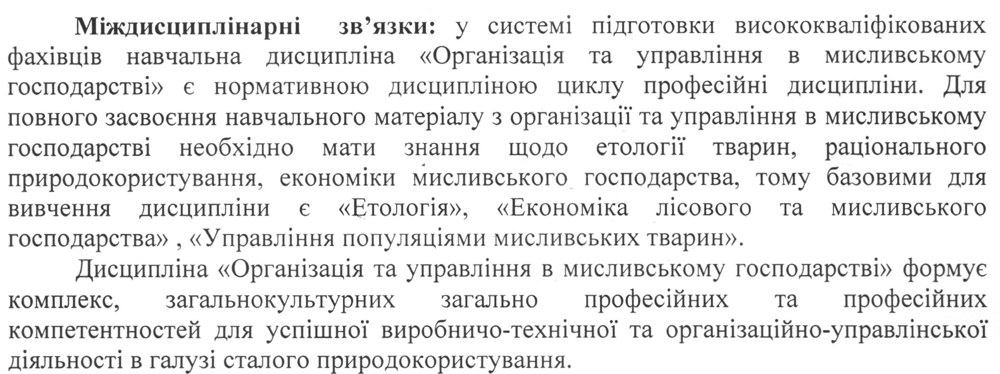 Міждисциплінарні зв’язки: у системі підготовки висококваліфікованих
фахівців навчальна дисципліна «Організація та управління в мисливському
господарстві» є нормативною дисципліною циклу професійні дисципліни. Для
повного засвоєння навчального матеріалу з організації та управління в мисливському
господарстві необхідно мати знання щодо етології тварин, раціонального
природокористування, економіки мисливського господарства, тому базовими для
вивчення дисципліни є «Етологія», «Економіка лісового та мисливського
господарства» , «Управління популяціями мисливських тварин».
Дисципліна «Організація та управління в мисливському господарстві» формує
комплекс, загальнокультурних загально професійних та професійних
компетентностей для успішної виробничо-технічної та організаційно-управлінської
діяльності в галузі сталого природокористування.